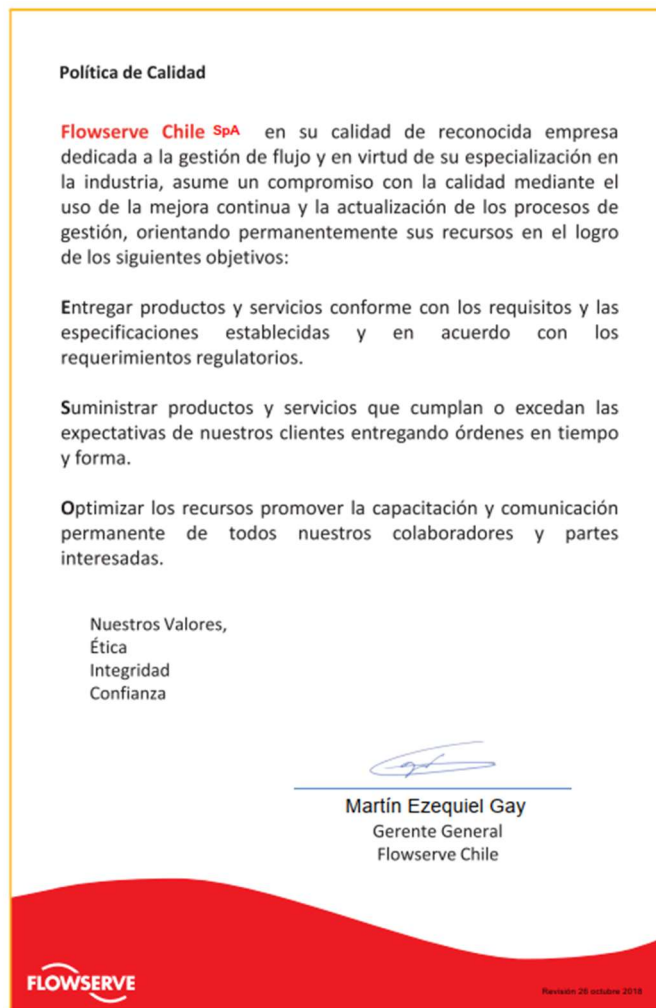 Política de Calidad
Flowserve Chile SpA en su calidad de reconocida empresa
dedicada a la gestión de flujo y en virtud de su especialización en
la industria, asume un compromiso con la calidad mediante el
uso de la mejora continua y la actualización de los procesos de
gestión, orientando permanentemente sus recursos en el logro
de los siguientes objetivos:
Entregar productos y servicios conforme con los requisitos y las
especificaciones establecidas y en acuerdo con los
requerimientos regulatorios.
Suministrar productos y servicios que cumplan o excedan las
expectativas de nuestros clientes entregando órdenes en tiempo
y forma.
Optimizar los recursos promover la capacitación y comunicación
permanente de todos nuestros colaboradores y partes
interesadas.
Nuestros Valores,
Ética
Integridad
Confianza
Martín Ezequiel Gay
Gerente General
Flowserve Chile
FLOWSERVE
Revisión 26 octubre 2018